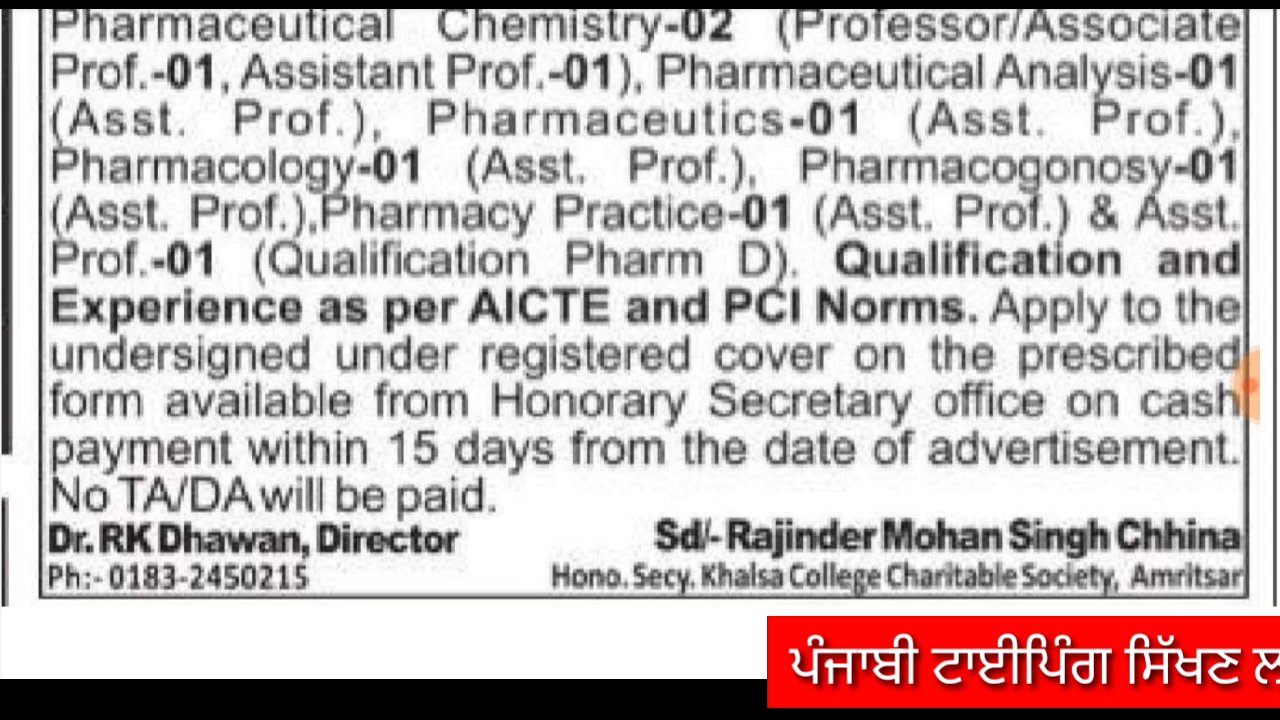 Pharmaceutical Chemistry-02 (Professor/Associate
Prof.-01, Assistant Prof.-01), Pharmaceutical Analysis-01
(Asst. Prof.), Pharmaceutics-01 (Asst. Prof.),
Pharmacology-01 (Asst. Prof.), Pharmacogonosy-01
(Asst. Prof.),Pharmacy Practice-01 (Asst. Prof.) & Asst.
Prof.-01 (Qualification Pharm D). Qualification and
Experience as per AICTE and PCI Norms. Apply to the
undersigned under registered cover on the prescribed
form available from Honorary Secretary office on cash
payment within 15 days from the date of advertisement.
No TA/DA will be paid.
Dr. RK Dhawan, Director Sd/- Rajinder Mohan Singh Chhina
Ph:- 0183-2450215 Hono. Secy. Khalsa College Charitable Society, Amritsar
ਪੰਜਾਬੀ ਟਾਈਪਿੰਗ ਸਿੱਖਣ